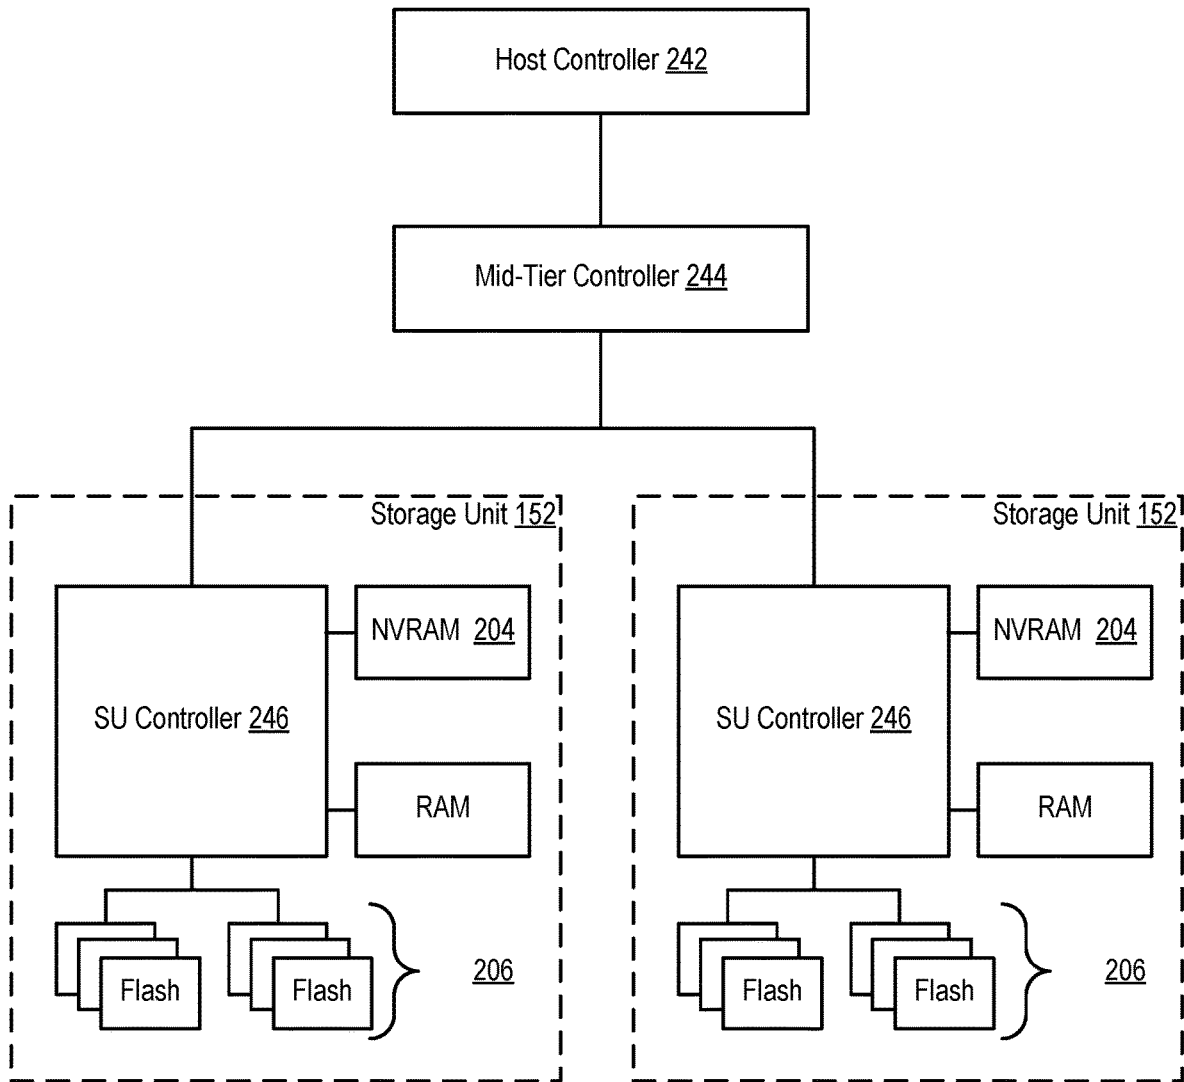 Host Controller 242
Mid-Tier Controller 244
Storage Unit 152
NVRAM 204
SU Controller 246
RAM
Flash
Flash
206
Storage Unit 152
NVRAM 204
SU Controller 246
RAM
Flash
Flash
206